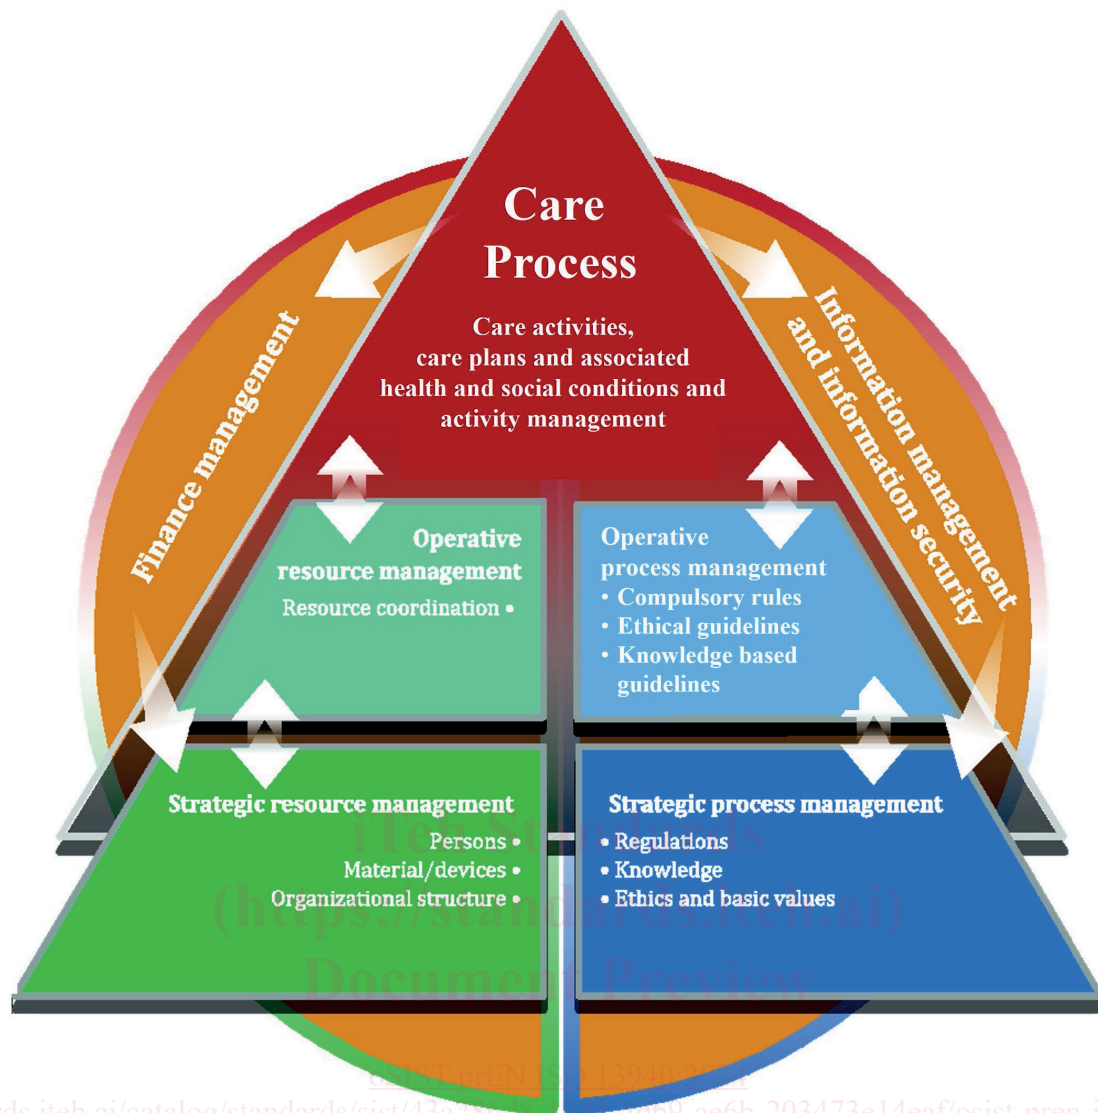 Care
Process
Care activities,
care plans and associated
health and social conditions and
activity management
Finance management
Information management
and information security
Operative
resource management
Resource coordination •
Operative
process management
• Compulsory rules
• Ethical guidelines
• Knowledge based
guidelines
Strategic resource management
Persons •
Material/devices •
Organizational structure •
Strategic process management
• Regulations
• Knowledge
• Ethics and basic values
iTeh Standards
(https://standards.iteh.ai)
Document Preview
oSIST prEN ISO 13940:2024